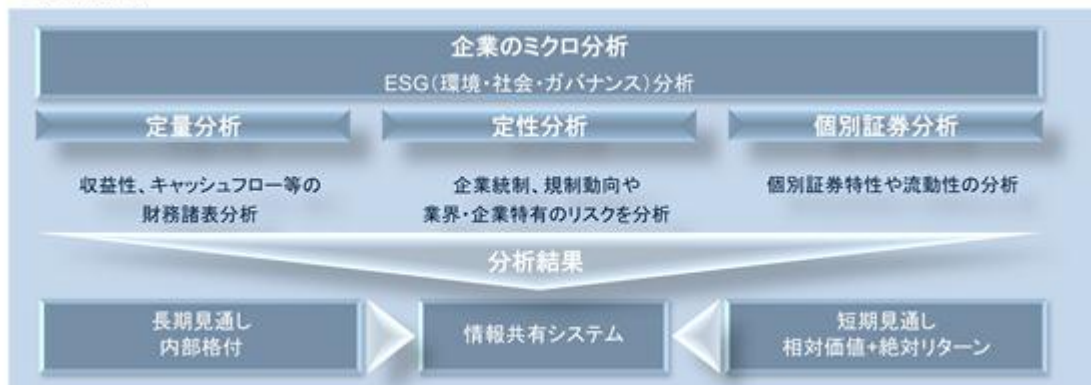 企業のミクロ分析
ESG(環境・社会・ガバナンス)分析
定量分析
定性分析
個別証券分析
収益性、キャッシュフロー等の
財務諸表分析
企業統制、規制動向や
業界・企業特有のリスクを分析
個別証券特性や流動性の分析
分析結果
長期見通し
内部格付
情報共有システム
短期見通し
相対価値+絶対リターン